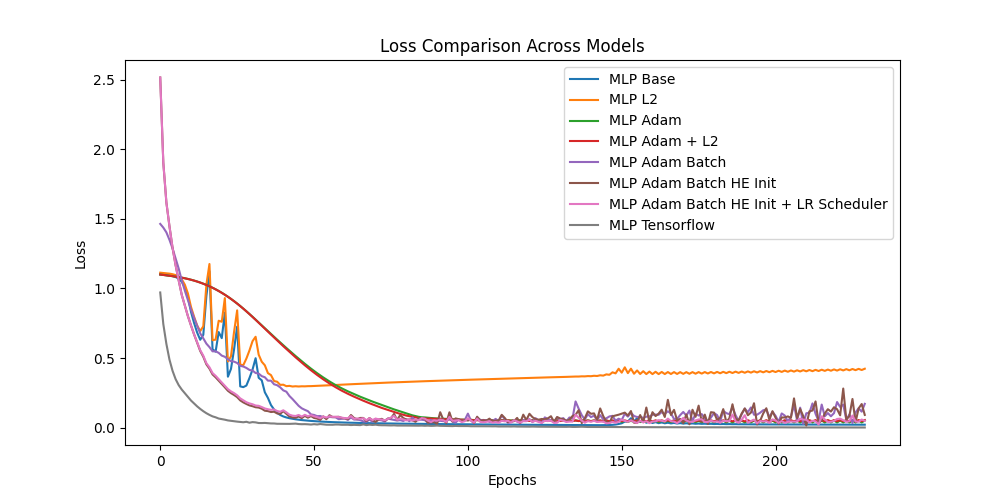 Loss Comparison Across Models
2.5
2.0
1.5
1.0
0.5
0.0
Loss
0
50
100
150
200
Epochs
MLP Base
MLP L2
MLP Adam
MLP Adam + L2
MLP Adam Batch
MLP Adam Batch HE Init
MLP Adam Batch HE Init + LR Scheduler
MLP Tensorflow